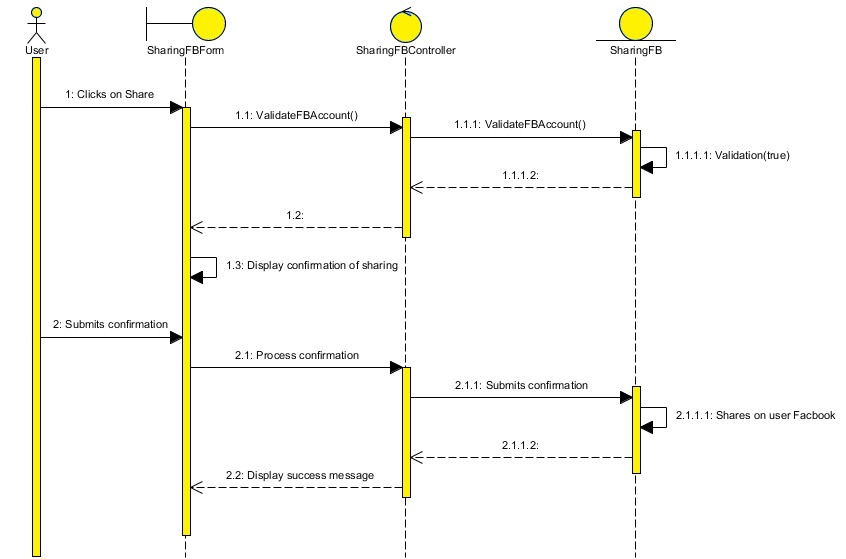 User
SharingFBForm
SharingFBController
SharingFB
1: Clicks on Share
1.1: ValidateFBAccount()
1.1.1: ValidateFBAccount()
1.1.1.1: Validation(true)
1.1.1.2:
1.2:
1.3: Display confirmation of sharing
2: Submits confirmation
2.1: Process confirmation
2.1.1: Submits confirmation
2.1.1.1: Shares on user Facbook
2.1.1.2:
2.2: Display success message